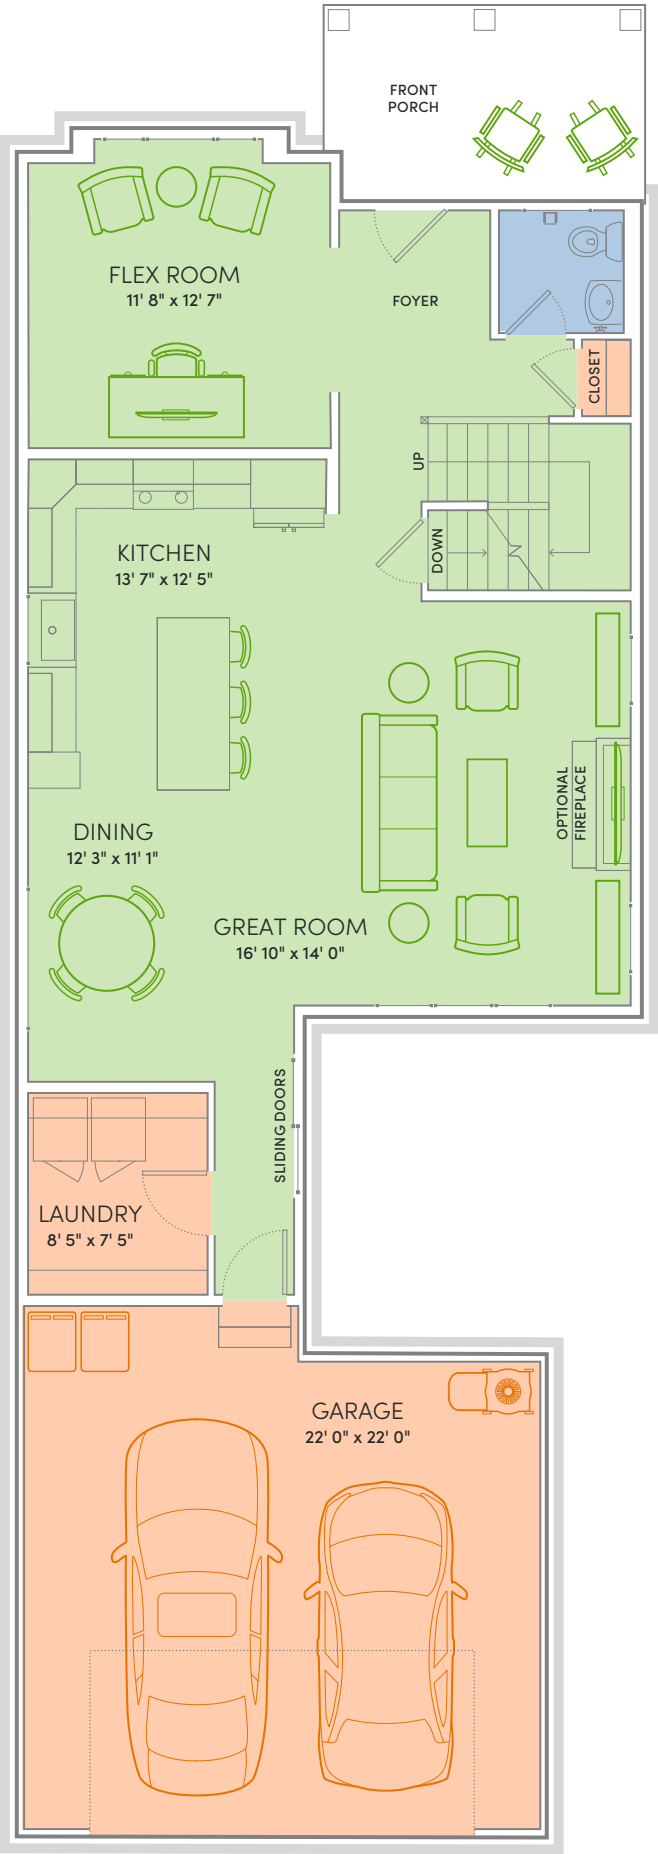 FRONT
PORCH
FLEX ROOM
11' 8" x 12' 7"
FOYER
CLOSET
UP
DOWN
KITCHEN
13' 7" x 12' 5"
OPTIONAL
FIREPLACE
DINING
12' 3" x 11' 1"
GREAT ROOM
16' 10" x 14' 0"
SLIDING DOORS
LAUNDRY
8' 5" x 7' 5"
GARAGE
22' 0" x 22' 0"